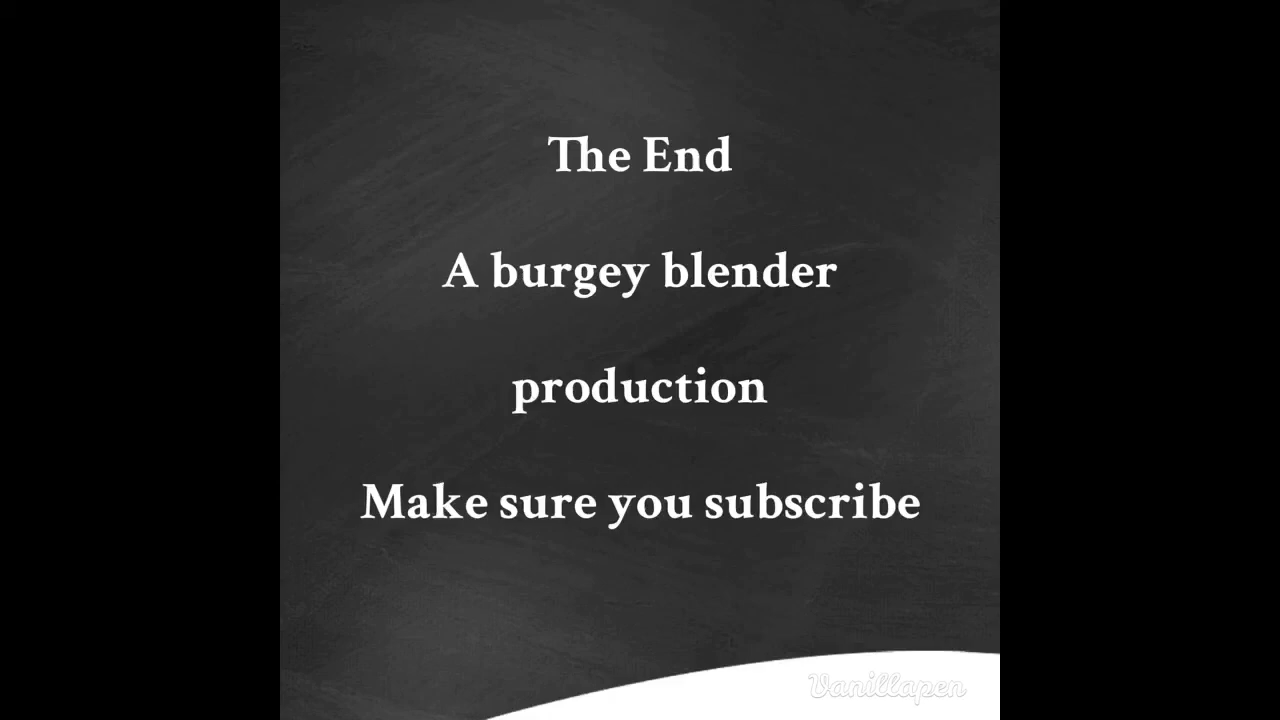 The End
A burgey blender
production
Make sure you subscribe
Vanillapen